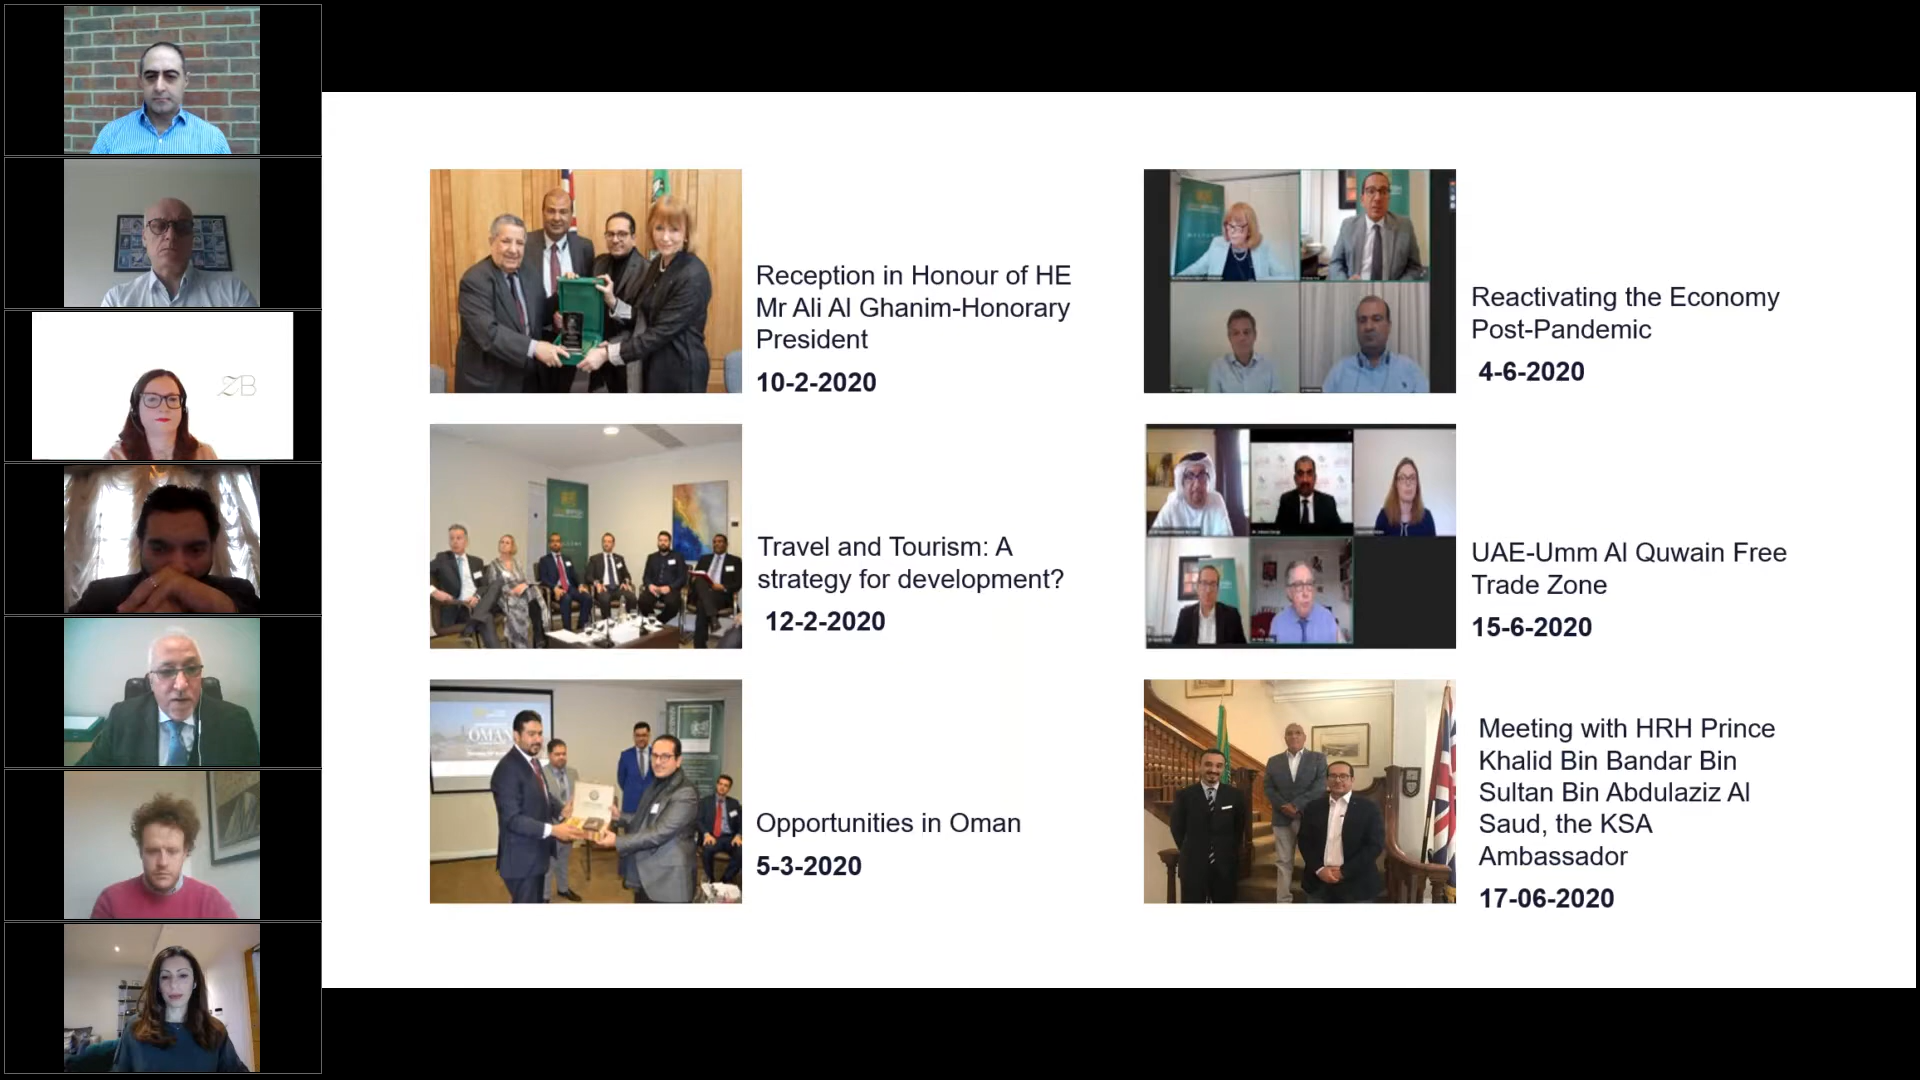 ZB
Reception in Honour of HE
Mr Ali Al Ghanim-Honorary
President
10-2-2020
Travel and Tourism: A
strategy for development?
12-2-2020
OMAN
Opportunities in Oman
5-3-2020
Reactivating the Economy
Post-Pandemic
4-6-2020
UAE-Umm Al Quwain Free
Trade Zone
15-6-2020
Meeting with HRH Prince
Khalid Bin Bandar Bin
Sultan Bin Abdulaziz Al
Saud, the KSA
Ambassador
17-06-2020